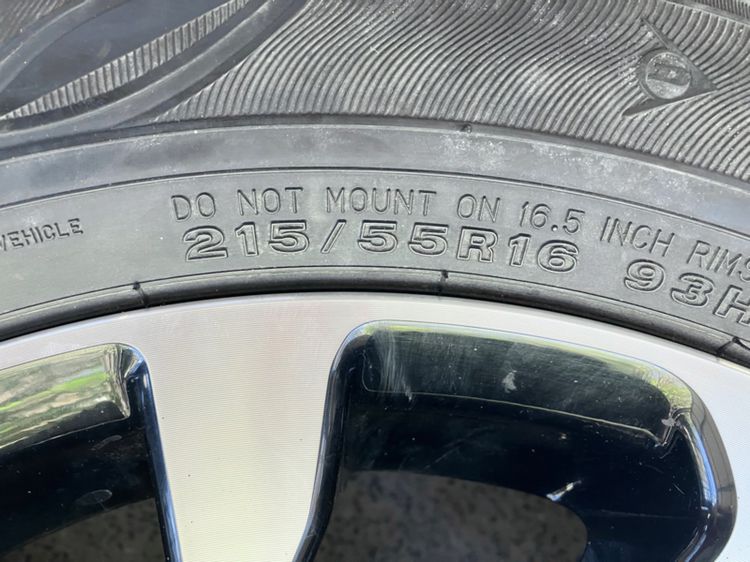 VEHICLE
DO NOT MOUNT ON 16.5 INCH RIMS
215/55R16 93H